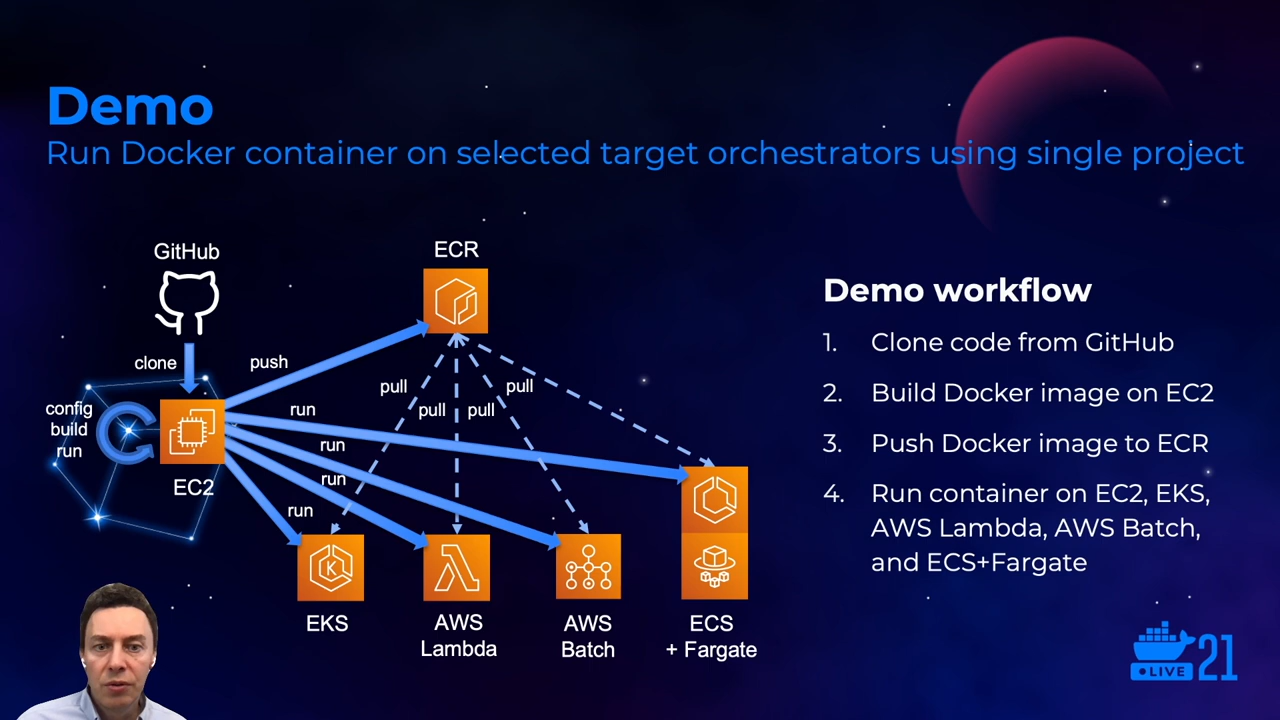 Demo
Run Docker container on selected target orchestrators using single project
GitHub
ECR
clone
push
config
build
run
EC2
pull
pull
pull
pull
run
run
run
run
K
EKS
AWS
Lambda
AWS
Batch
ECS
+ Fargate
Demo workflow
1. Clone code from GitHub
2. Build Docker image on EC2
3. Push Docker image to ECR
4. Run container on EC2, EKS,
AWS Lambda, AWS Batch,
and ECS+Fargate
LIVE 21